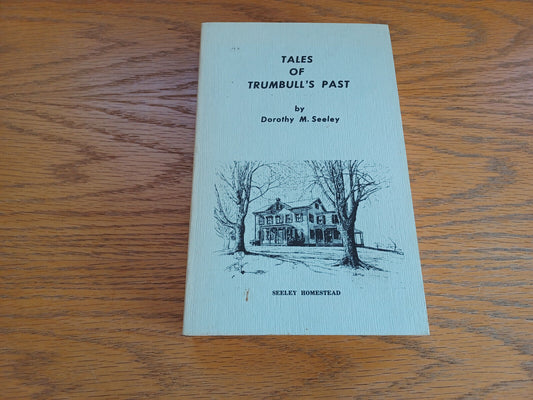 TALES
OF
TRUMBULL'S PAST
by
Dorothy M. Seeley
SEELEY HOMESTEAD